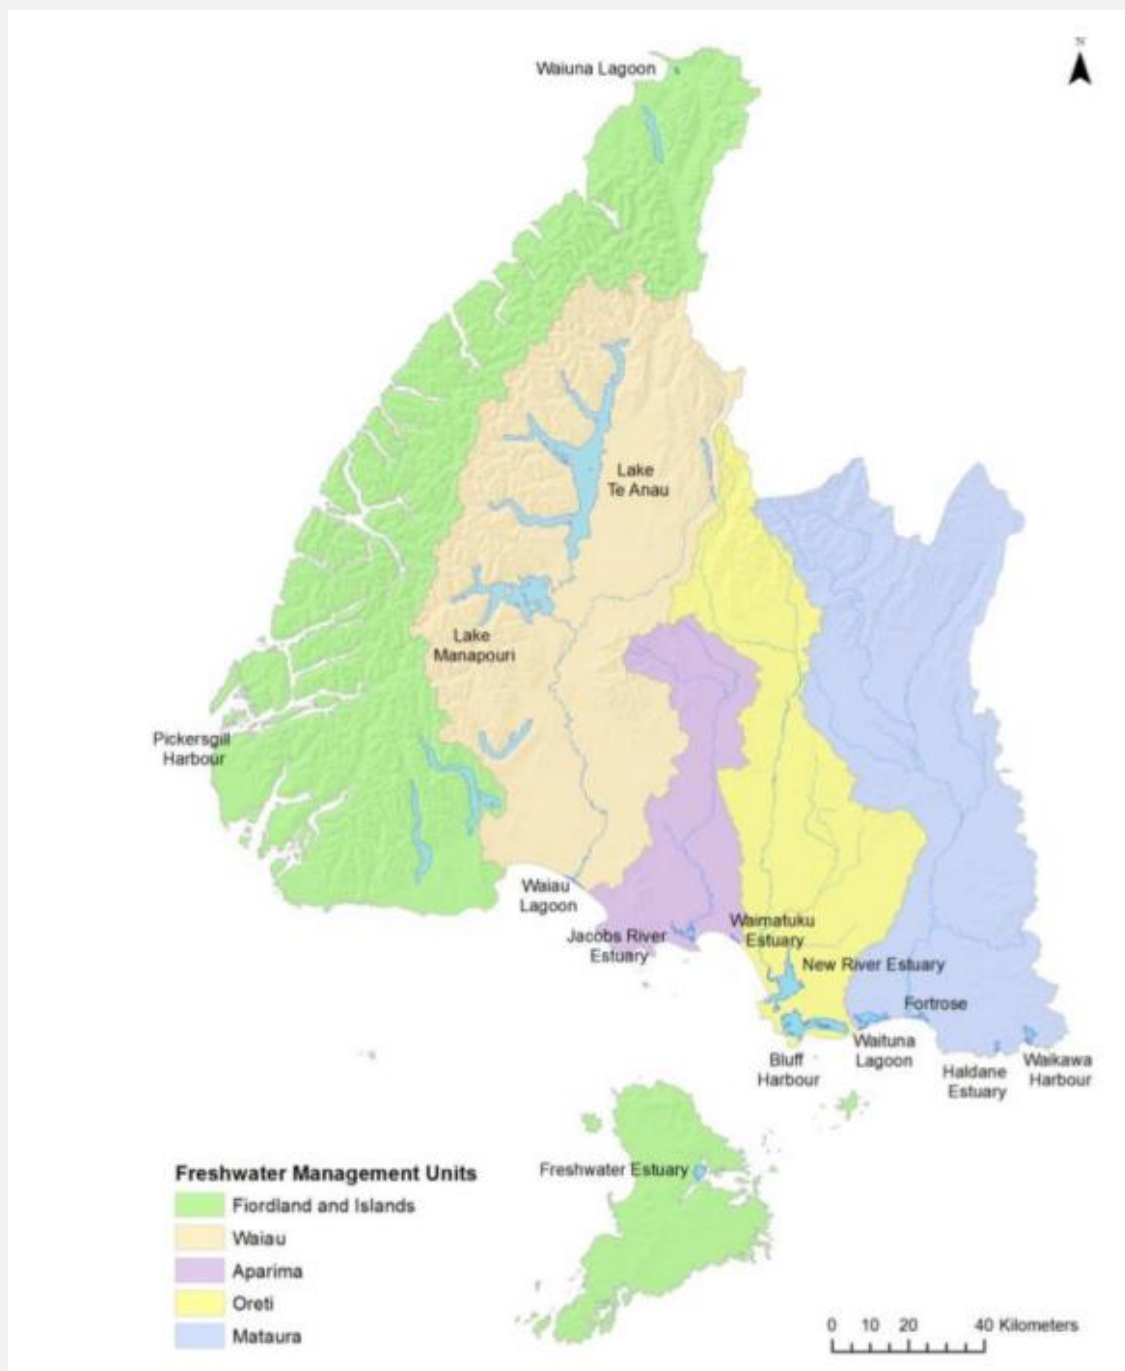 N
Waiuna Lagoon
Lake
Te Anau
Lake
Manapouri
Pickersgill
Harbour
Waiau
Lagoon
Jacobs River
Estuary
Waimatuku
Estuary
New River Estuary
Fortrose
Waituna
Lagoon
Bluff
Harbour
Haldane
Estuary
Waikawa
Harbour
Freshwater Estuary
Freshwater Management Units
Fiordland and Islands
Waiau
Aparima
Oreti
Mataura
0 10 20 40 Kilometers